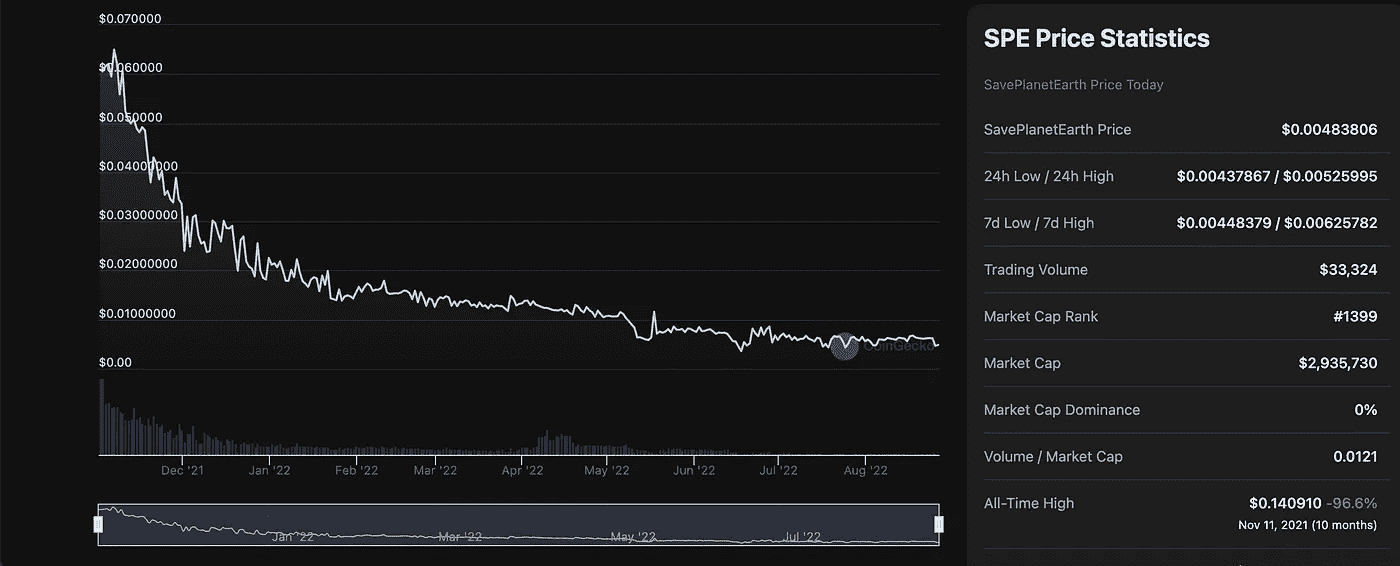 $0.070000
$0.060000
$0.050000
$0.04000000
$0.03000000
$0.02000000
$0.01000000
$0.00
CoinGecko
Dec '21 Jan '22 Feb '22 Mar '22 Apr '22 May '22 Jun '22 Jul '22 Aug '22
Jan '22 Mar '22 May '22 Jul '22
SPE Price Statistics
SavePlanetEarth Price Today
SavePlanetEarth Price $0.00483806
24h Low / 24h High $0.00437867 / $0.00525995
7d Low / 7d High $0.00448379 / $0.00625782
Trading Volume $33,324
Market Cap Rank #1399
Market Cap $2,935,730
Market Cap Dominance 0%
Volume / Market Cap 0.0121
All-Time High $0.140910 -96.6%
Nov 11, 2021 (10 months)